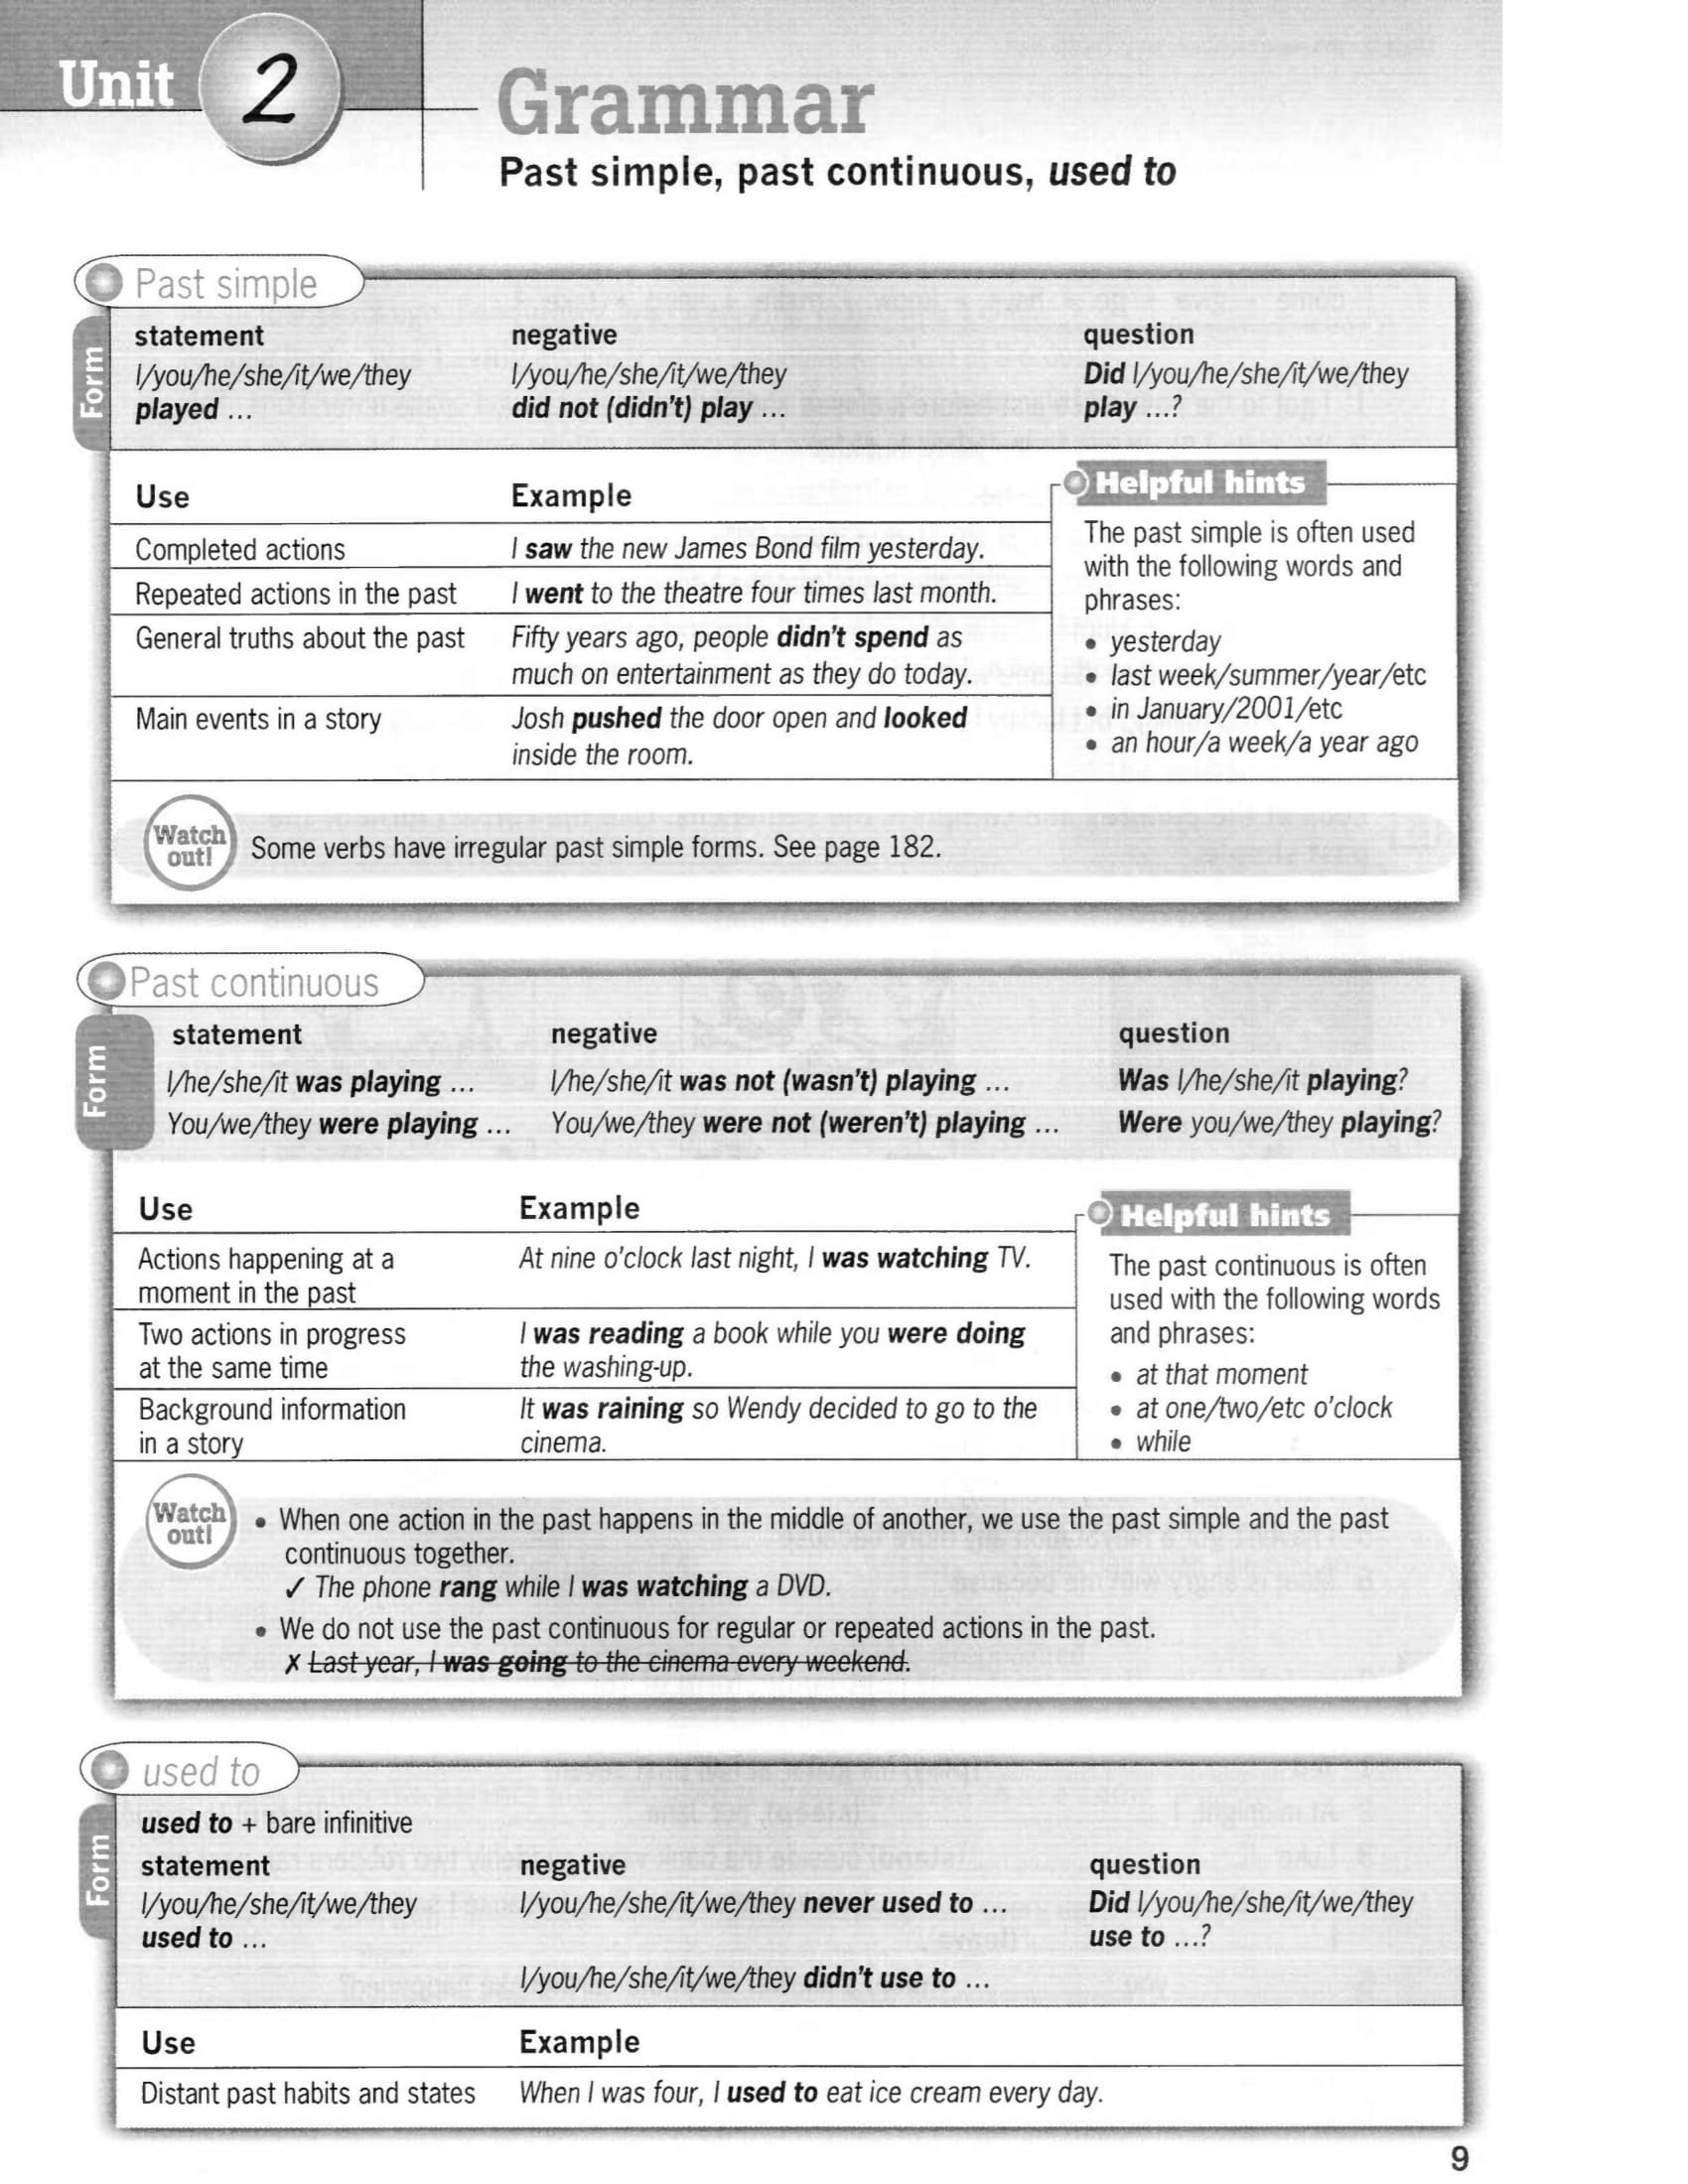 Unit 2
Grammar
Past simple, past continuous, used to
Past simple
Form
statement negative question
I/you/he/she/it/we/they I/you/he/she/it/we/they Did I/you/he/she/it/we/they
played ... did not (didn't) play ... play ...?
Use Example
Completed actions I saw the new James Bond film yesterday.
Repeated actions in the past I went to the theatre four times last month.
General truths about the past Fifty years ago, people didn't spend as
much on entertainment as they do today.
Main events in a story Josh pushed the door open and looked
inside the room.
Helpful hints
The past simple is often used
with the following words and
phrases:
• yesterday
• last week/summer/year/etc
• in January/2001/etc
• an hour/a week/a year ago
Watch
out!
Some verbs have irregular past simple forms. See page 182.
Past continuous
Form
statement negative question
I/he/she/it was playing ... I/he/she/it was not (wasn't) playing ... Was I/he/she/it playing?
You/we/they were playing ... You/we/they were not (weren't) playing ... Were you/we/they playing?
Use Example
Actions happening at a At nine o'clock last night, I was watching TV.
moment in the past
Two actions in progress I was reading a book while you were doing
at the same time the washing-up.
Background information It was raining so Wendy decided to go to the
in a story cinema.
Helpful hints
The past continuous is often
used with the following words
and phrases:
• at that moment
• at one/two/etc o'clock
• while
Watch
out!
• When one action in the past happens in the middle of another, we use the past simple and the past
continuous together.
✓ The phone rang while I was watching a DVD.
• We do not use the past continuous for regular or repeated actions in the past.
✗ Last year, I was going to the cinema every weekend.
used to
Form
used to + bare infinitive
statement negative question
I/you/he/she/it/we/they I/you/he/she/it/we/they never used to ... Did I/you/he/she/it/we/they
used to ... use to ...?
I/you/he/she/it/we/they didn't use to ...
Use Example
Distant past habits and states When I was four, I used to eat ice cream every day.
9